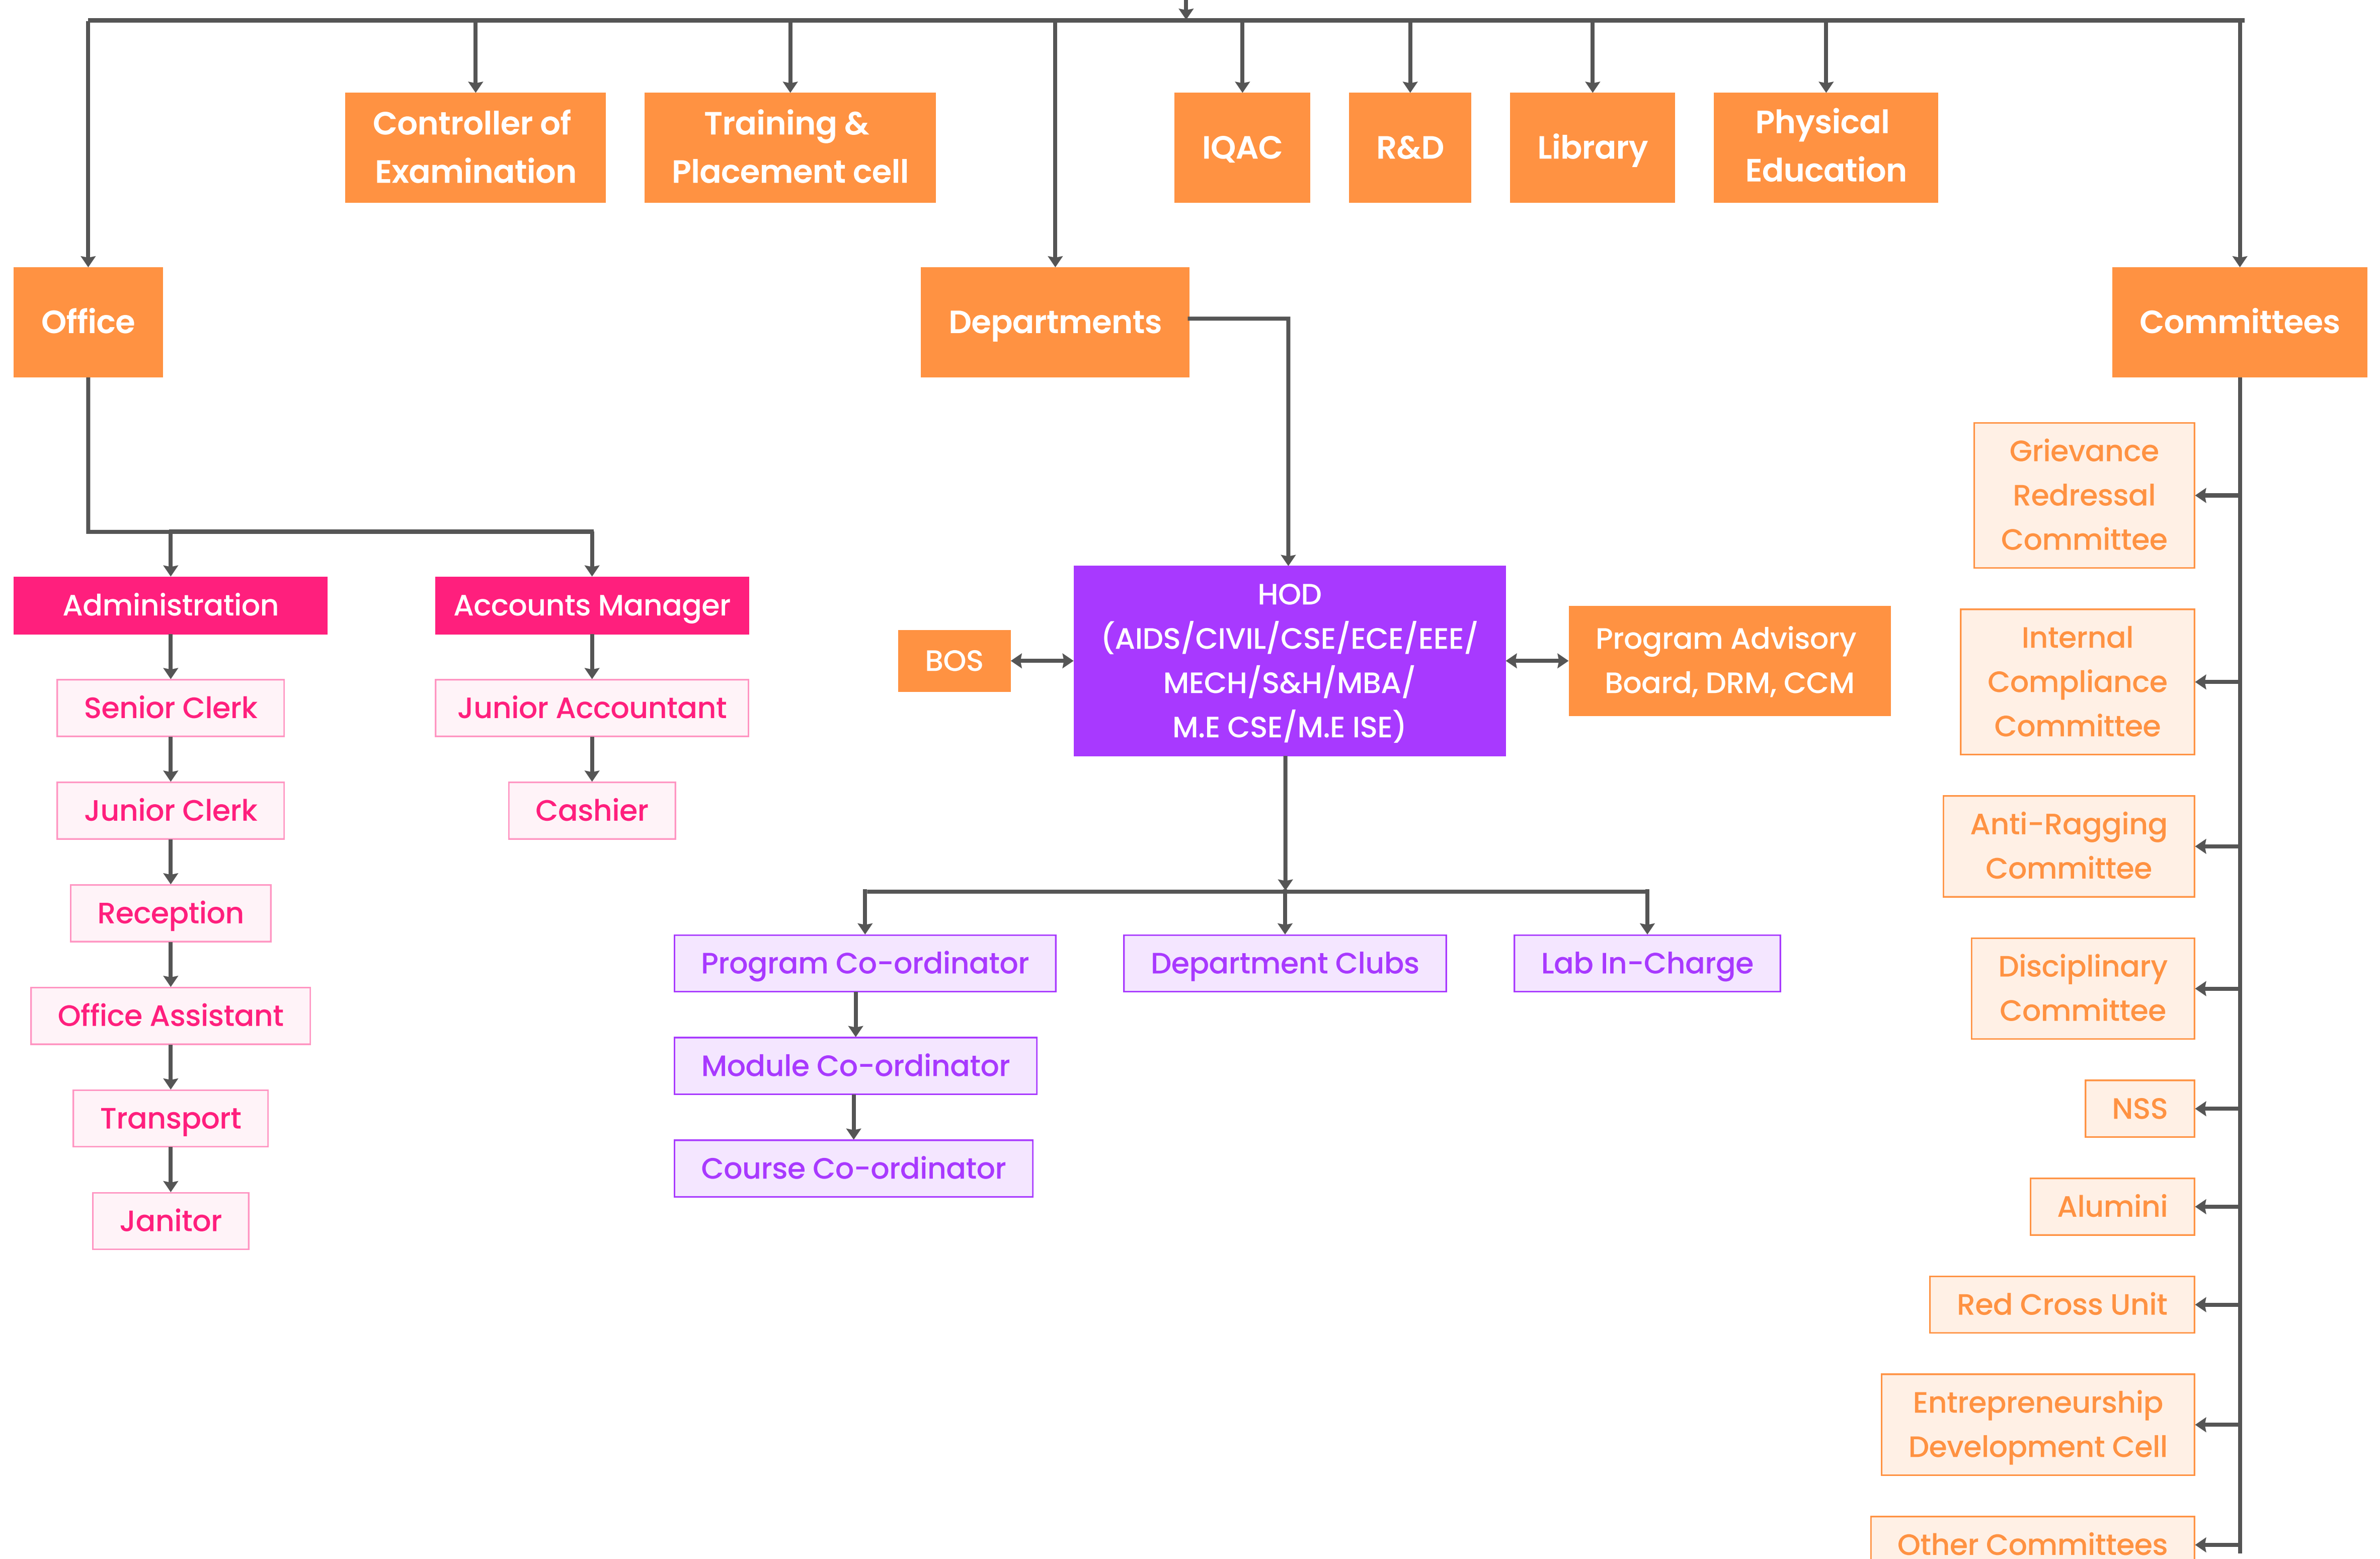 Controller of
Examination
Training &
Placement cell
IQAC
R&D
Library
Physical
Education
Office
Departments
Committees
Administration
Senior Clerk
Junior Clerk
Reception
Office Assistant
Transport
Janitor
Accounts Manager
Junior Accountant
Cashier
BOS
HOD
(AIDS/CIVIL/CSE/ECE/EEE/
MECH/S&H/MBA/
M.E CSE/M.E ISE)
Program Advisory
Board, DRM, CCM
Program Co-ordinator
Module Co-ordinator
Course Co-ordinator
Department Clubs
Lab In-Charge
Grievance
Redressal
Committee
Internal
Compliance
Committee
Anti-Ragging
Committee
Disciplinary
Committee
NSS
Alumini
Red Cross Unit
Entrepreneurship
Development Cell
Other Committees